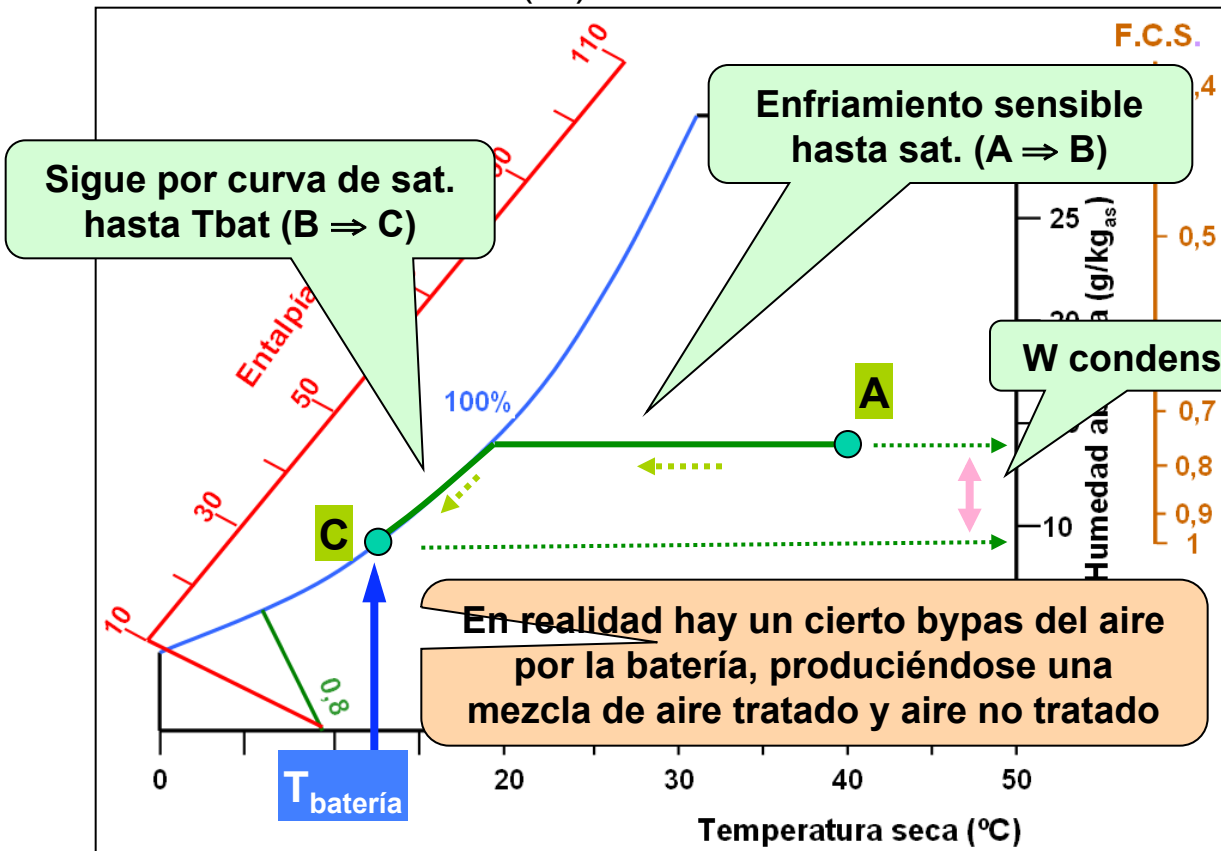 110
F.C.S.
,4
Enfriamiento sensible
hasta sat. (A ⇒ B)
Sigue por curva de sat.
hasta Tbat (B ⇒ C)
25
(g/kgas)
0,5
Entalpía
W condens
50
100%
A
0,7
0,8
30
C
10
0,9
1
Humedad
10
En realidad hay un cierto bypas del aire
por la batería, produciéndose una
mezcla de aire tratado y aire no tratado
0,8
0
Tbatería
20
30
40
50
Temperatura seca (ºC)